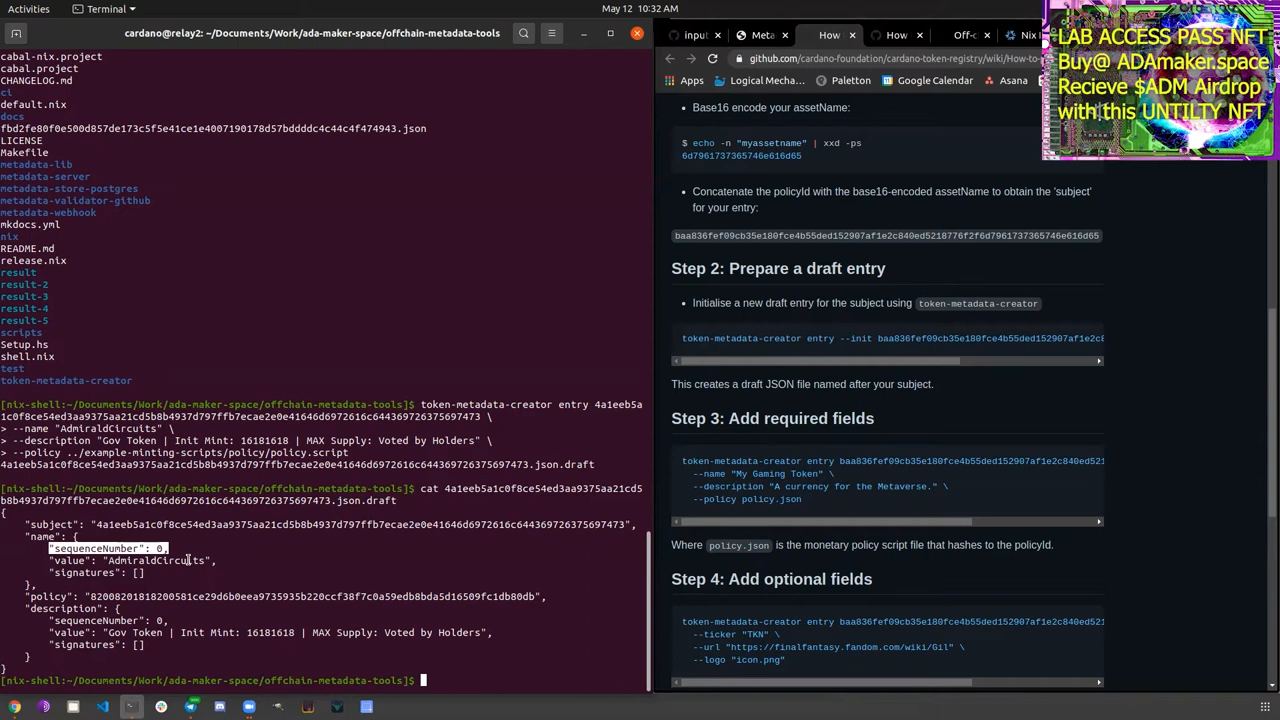 Activities
Terminal
May 12 10:32 AM
cardano@relay2: ~/Documents/Work/ada-maker-space/offchain-metadata-tools
cabal-nix.project
cabal.project
CHANGELOG.md
ci
default.nix
docs
fbd2fe80f0e500d857de173c5f5e41ce1e4007190178d57bddddc4c44c4f474943.json
LICENSE
Makefile
metadata-lib
metadata-server
metadata-store-postgres
metadata-validator-github
metadata-webhook
mkdocs.yml
nix
README.md
release.nix
result
result-2
result-3
result-4
result-5
scripts
Setup.hs
shell.nix
test
token-metadata-creator
[nix-shell:~/Documents/Work/ada-maker-space/offchain-metadata-tools]$ token-metadata-creator entry 4a1eeb5a
1c0f8ce54ed3aa9375aa21cd5b8b4937d797ffb7ecae2e0e41646d6972616c644369726375697473 \
> --name "AdmiraldCircuits" \
> --description "Gov Token | Init Mint: 16181618 | MAX Supply: Voted by Holders" \
> --policy ../example-minting-scripts/policy/policy.script
4a1eeb5a1c0f8ce54ed3aa9375aa21cd5b8b4937d797ffb7ecae2e0e41646d6972616c644369726375697473.json.draft
[nix-shell:~/Documents/Work/ada-maker-space/offchain-metadata-tools]$ cat 4a1eeb5a1c0f8ce54ed3aa9375aa21cd5
b8b4937d797ffb7ecae2e0e41646d6972616c644369726375697473.json.draft
{
"subject": "4a1eeb5a1c0f8ce54ed3aa9375aa21cd5b8b4937d797ffb7ecae2e0e41646d6972616c644369726375697473",
"name": {
"sequenceNumber": 0,
"value": "AdmiraldCircuits",
"signatures": []
},
"policy": "82008201818200581ce29d6b0eea9735935b220ccf38f7c0a59edb8bda5d16509fc1db80db",
"description": {
"sequenceNumber": 0,
"value": "Gov Token | Init Mint: 16181618 | MAX Supply: Voted by Holders",
"signatures": []
}
}
[nix-shell:~/Documents/Work/ada-maker-space/offchain-metadata-tools]$
input
Meta
How
How
Off-c
Nix
github.com/cardano-foundation/cardano-token-registry/wiki/How-to
Apps
Logical Mecha...
Paletton
Google Calendar
Asana
LAB ACCESS PASS NFT
Buy@ ADAmaker.space
Recieve $ADM Airdrop
with this UNTILTY NFT
Base16 encode your assetName:
$ echo -n "myassetname" | xxd -ps
6d7961737365746e616d65
Concatenate the policyId with the base16-encoded assetName to obtain the 'subject'
for your entry:
baa836fef09cb35e180fce4b55ded152907af1e2c840ed5218776f2f6d7961737365746e616d65
Step 2: Prepare a draft entry
Initialise a new draft entry for the subject using token-metadata-creator
token-metadata-creator entry --init baa836fef09cb35e180fce4b55ded152907af1e2c8
This creates a draft JSON file named after your subject.
Step 3: Add required fields
token-metadata-creator entry baa836fef09cb35e180fce4b55ded152907af1e2c840ed521
--name "My Gaming Token" \
--description "A currency for the Metaverse." \
--policy policy.json
Where policy.json is the monetary policy script file that hashes to the policyId.
Step 4: Add optional fields
token-metadata-creator entry baa836fef09cb35e180fce4b55ded152907af1e2c840ed521
--ticker "TKN" \
--url "https://finalfantasy.fandom.com/wiki/Gil" \
--logo "icon.png"